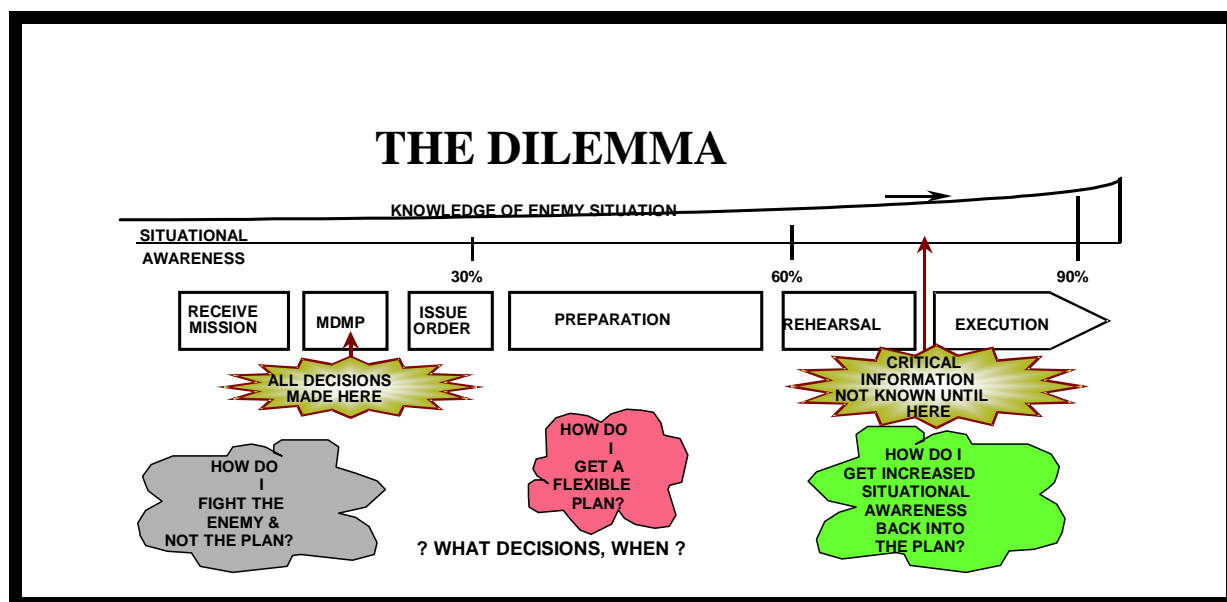 THE DILEMMA
KNOWLEDGE OF ENEMY SITUATION
SITUATIONAL
AWARENESS
30%
60%
90%
RECEIVE
MISSION
MDMP
ISSUE
ORDER
PREPARATION
REHEARSAL
EXECUTION
ALL DECISIONS
MADE HERE
CRITICAL
INFORMATION
NOT KNOWN UNTIL
HERE
HOW DO
I
FIGHT THE
ENEMY &
NOT THE PLAN?
HOW DO
I
GET A
FLEXIBLE
PLAN?
HOW DO I
GET INCREASED
SITUATIONAL
AWARENESS
BACK INTO
THE PLAN?
? WHAT DECISIONS, WHEN ?